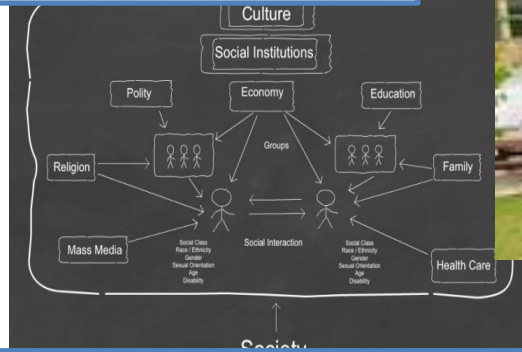 Culture
Social Institutions
Polity
Economy
Education
Groups
Religion
Family
Mass Media
Social Class
Race / Ethnicity
Gender
Sexual Orientation
Age
Disability
Social Interaction
Social Class
Race / Ethnicity
Gender
Sexual Orientation
Age
Disability
Health Care
Society